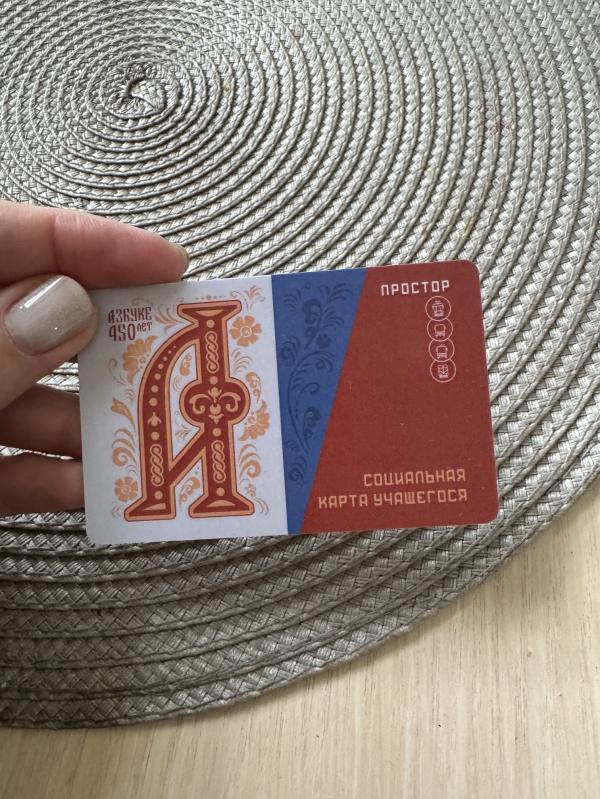 АЗБУКЕ
450 ЛЕТ
А
ПРОСТОР
СОЦИАЛЬНАЯ
КАРТА УЧАЩЕГОСЯ